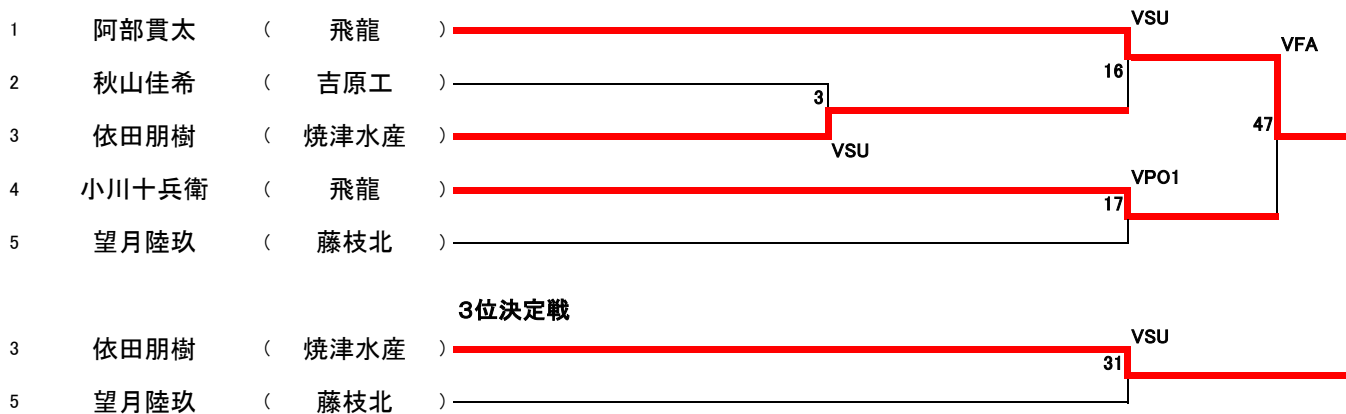 VSU
1 阿部貫太 ( 飛龍 )
VFA
16
2 秋山佳希 ( 吉原工 )
3
47
3 依田朋樹 ( 焼津水産 )
VSU
4 小川十兵衛 ( 飛龍 )
VPO1
17
5 望月陸玖 ( 藤枝北 )
3位決定戦
VSU
3 依田朋樹 ( 焼津水産 )
31
5 望月陸玖 ( 藤枝北 )